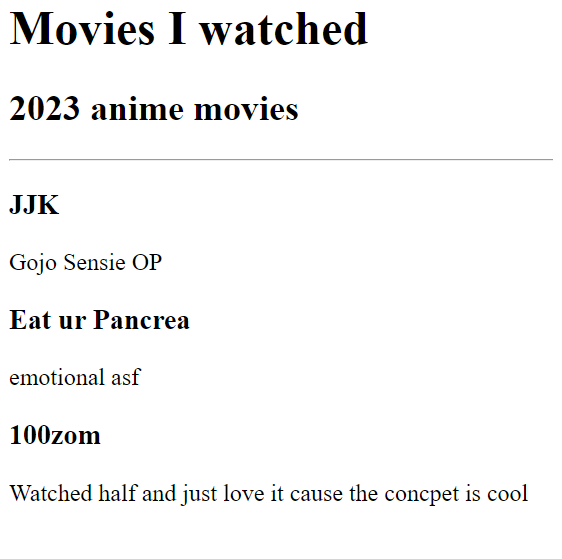 Movies I watched
2023 anime movies
JJK
Gojo Sensie OP
Eat ur Pancrea
emotional asf
100zom
Watched half and just love it cause the concpet is cool